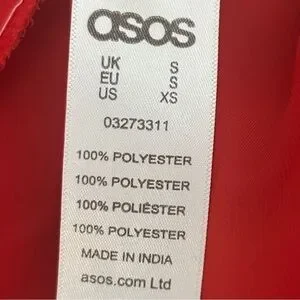 asos
UK S
EU S
US XS
03273311
100% POLYESTER
100% POLYESTER
100% POLIÉSTER
100% POLYESTER
MADE IN INDIA
asos.com Ltd